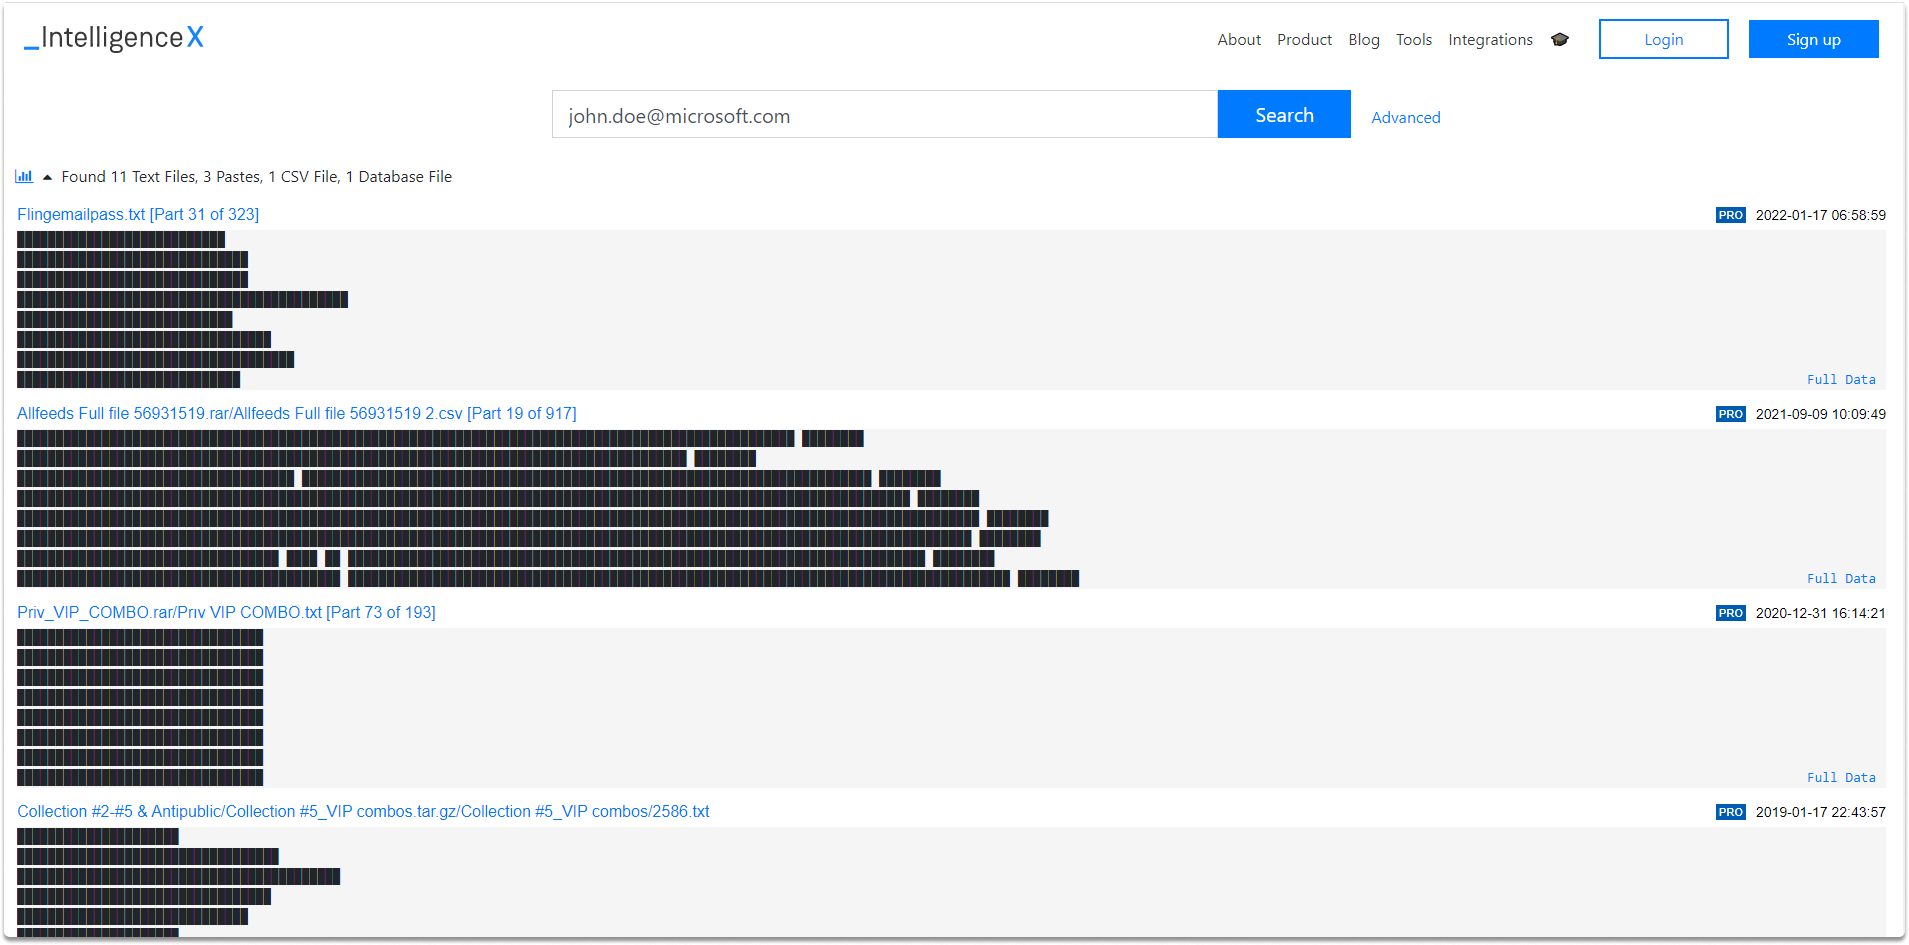 _IntelligenceX
About Product Blog Tools Integrations Login Sign up
john.doe@microsoft.com Search Advanced
Found 11 Text Files, 3 Pastes, 1 CSV File, 1 Database File
Flingemailpass.txt [Part 31 of 323] PRO 2022-01-17 06:58:59
Full Data
Allfeeds Full file 56931519.rar/Allfeeds Full file 56931519 2.csv [Part 19 of 917] PRO 2021-09-09 10:09:49
Full Data
Priv_VIP_COMBO.rar/Prıv VIP COMBO.txt [Part 73 of 193] PRO 2020-12-31 16:14:21
Full Data
Collection #2-#5 & Antipublic/Collection #5_VIP combos.tar.gz/Collection #5_VIP combos/2586.txt PRO 2019-01-17 22:43:57